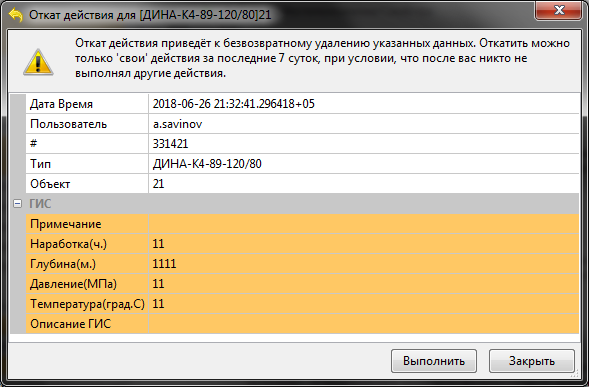 Откат действия для [ДИНА-К4-89-120/80]21
Откат действия приведёт к безвозвратному удалению указанных данных. Откатить можно
только 'свои' действия за последние 7 суток, при условии, что после вас никто не
выполнял другие действия.
Дата Время 2018-06-26 21:32:41.296418+05
Пользователь a.savinov
# 331421
Тип ДИНА-К4-89-120/80
Объект 21
ГИС
Примечание
Наработка(ч.) 11
Глубина(м.) 1111
Давление(МПа) 11
Температура(град.С) 11
Описание ГИС
Выполнить Закрыть